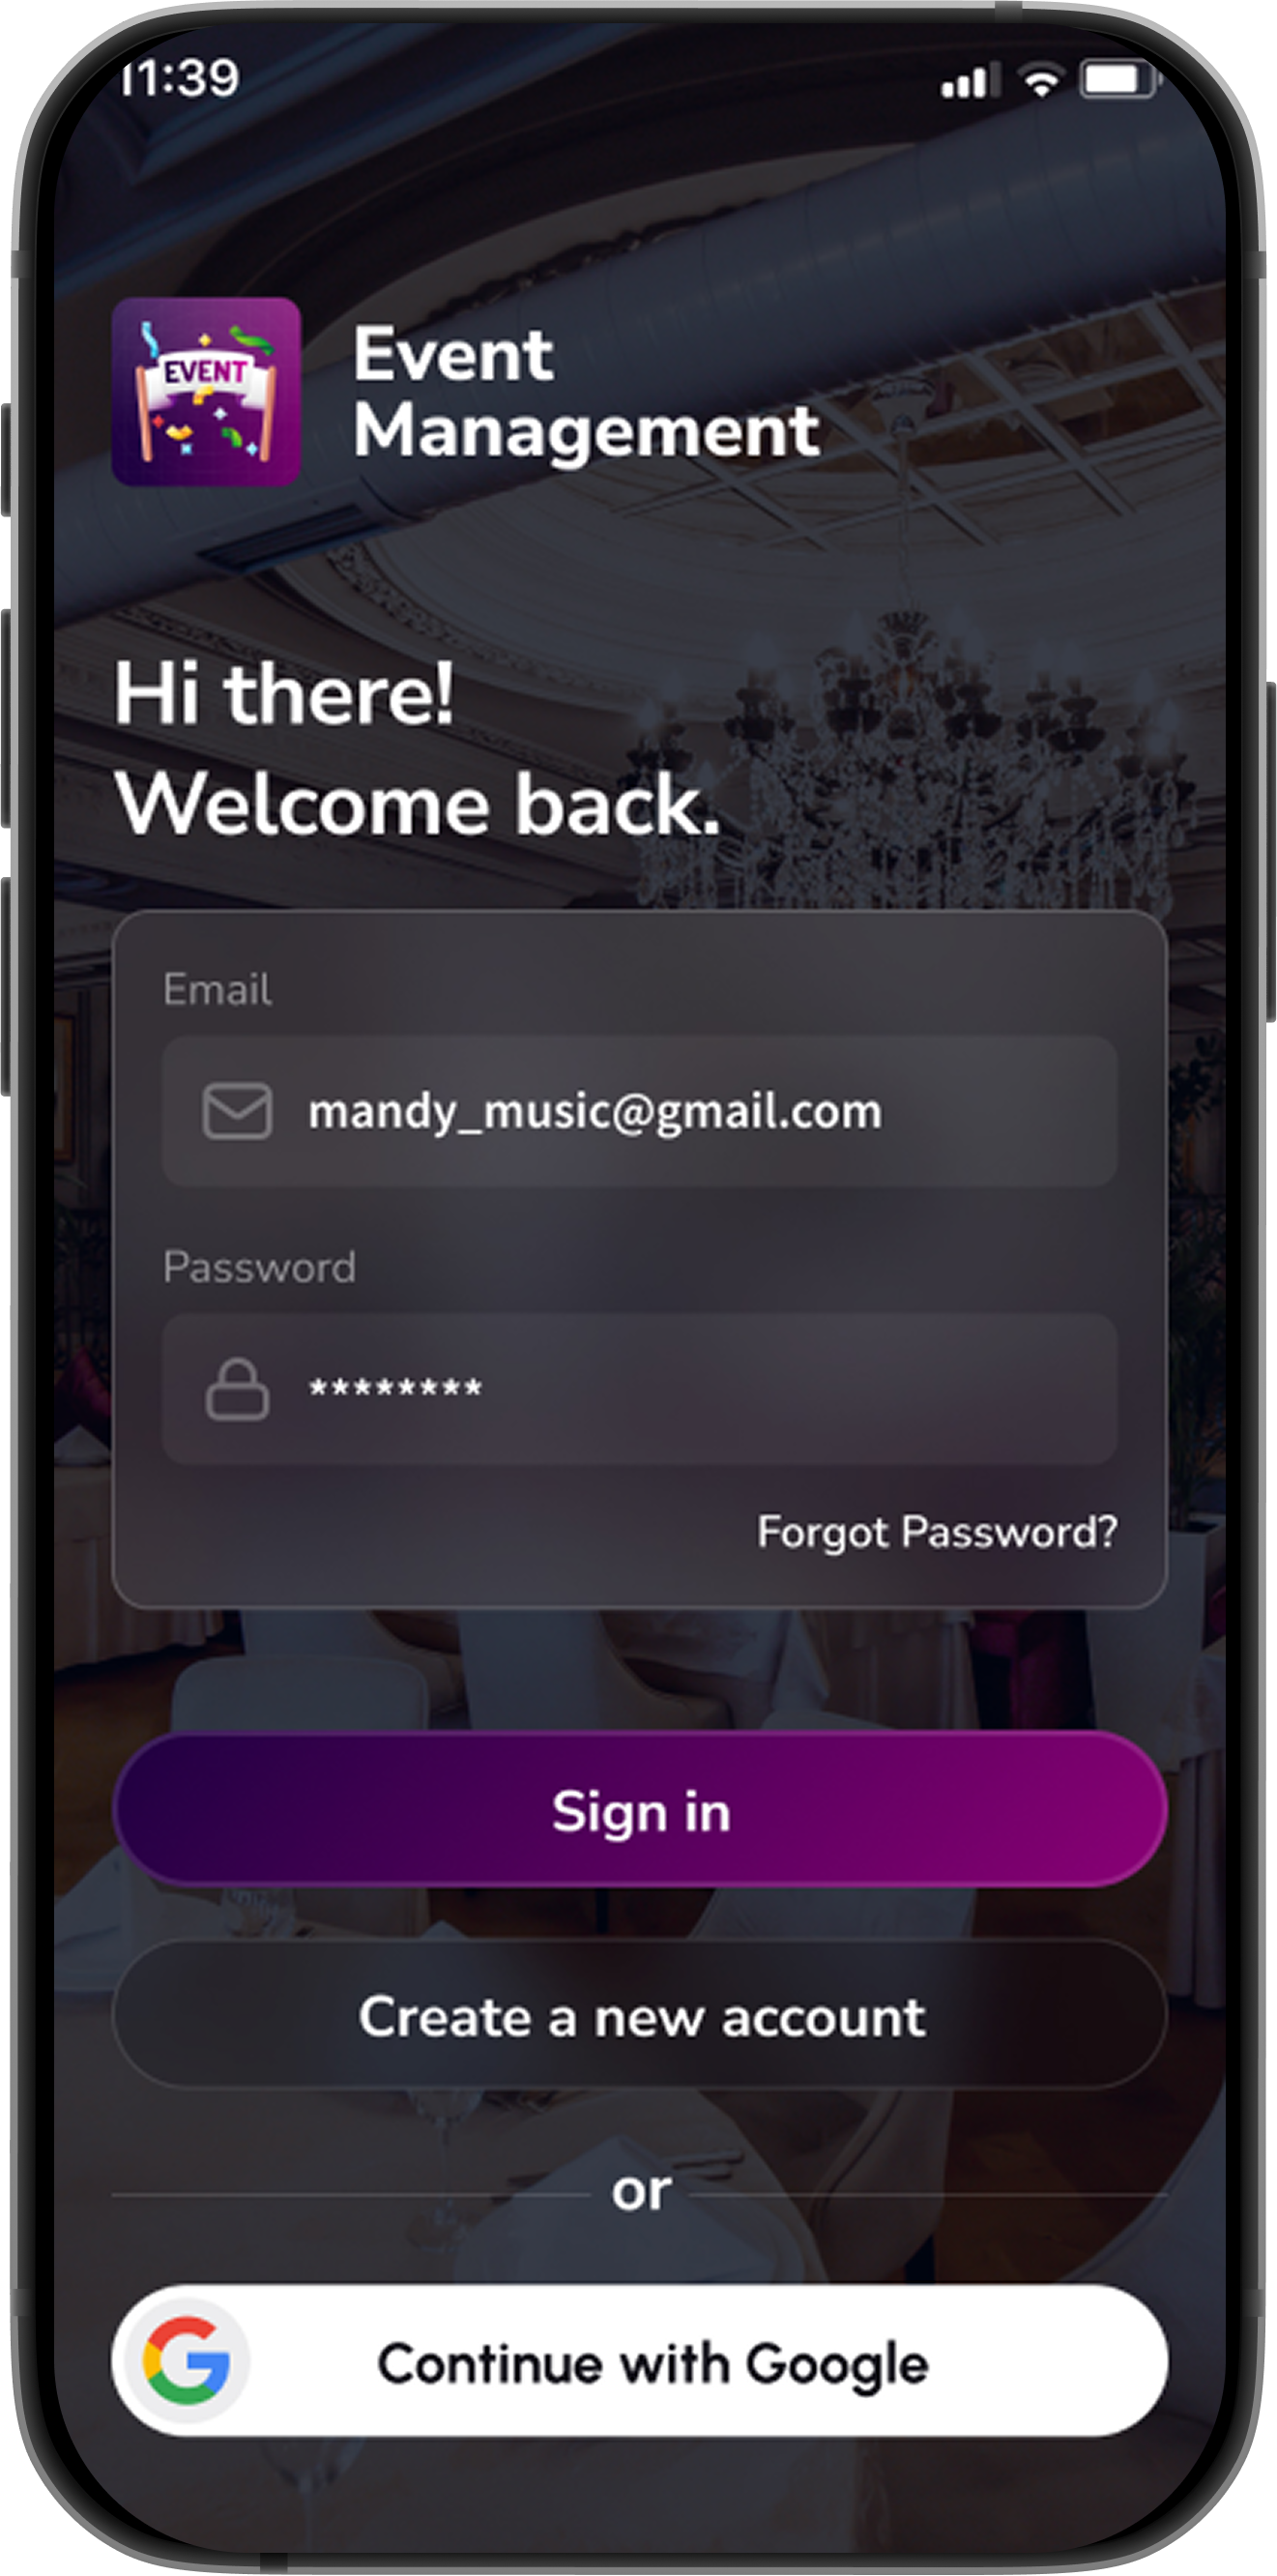 11:39
EVENT
Event
Management
Hi there!
Welcome back.
Email
mandy_music@gmail.com
Password
********
Forgot Password?
Sign in
Create a new account
or
Continue with Google